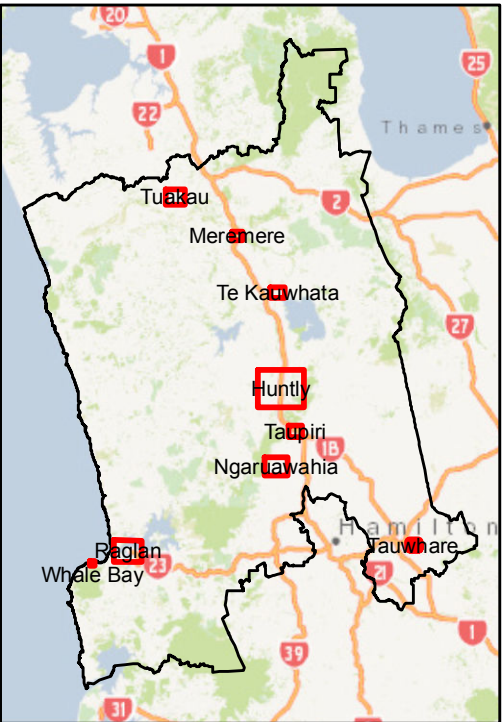 20
1
25
22
Thames
Tuakau
2
Meremere
Te Kauwhata
27
Huntly
Taupiri
1B
Ngaruawahia
Hamilton
Tauwhare
Raglan
23
Whale Bay
21
1
39
31